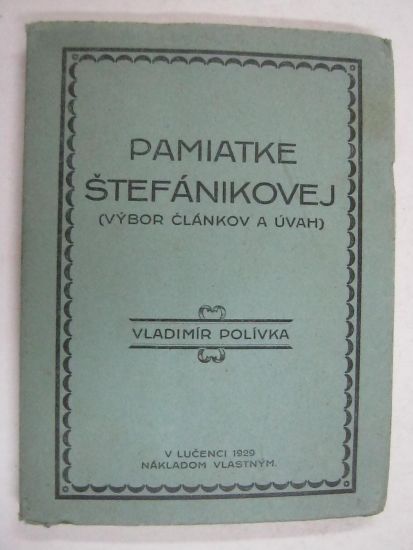 PAMIATKE
ŠTEFÁNIKOVEJ
(VÝBOR ČLÁNKOV A ÚVAH)
VLADIMÍR POLÍVKA
V LUČENCI 1929
NÁKLADOM VLASTNÝM.